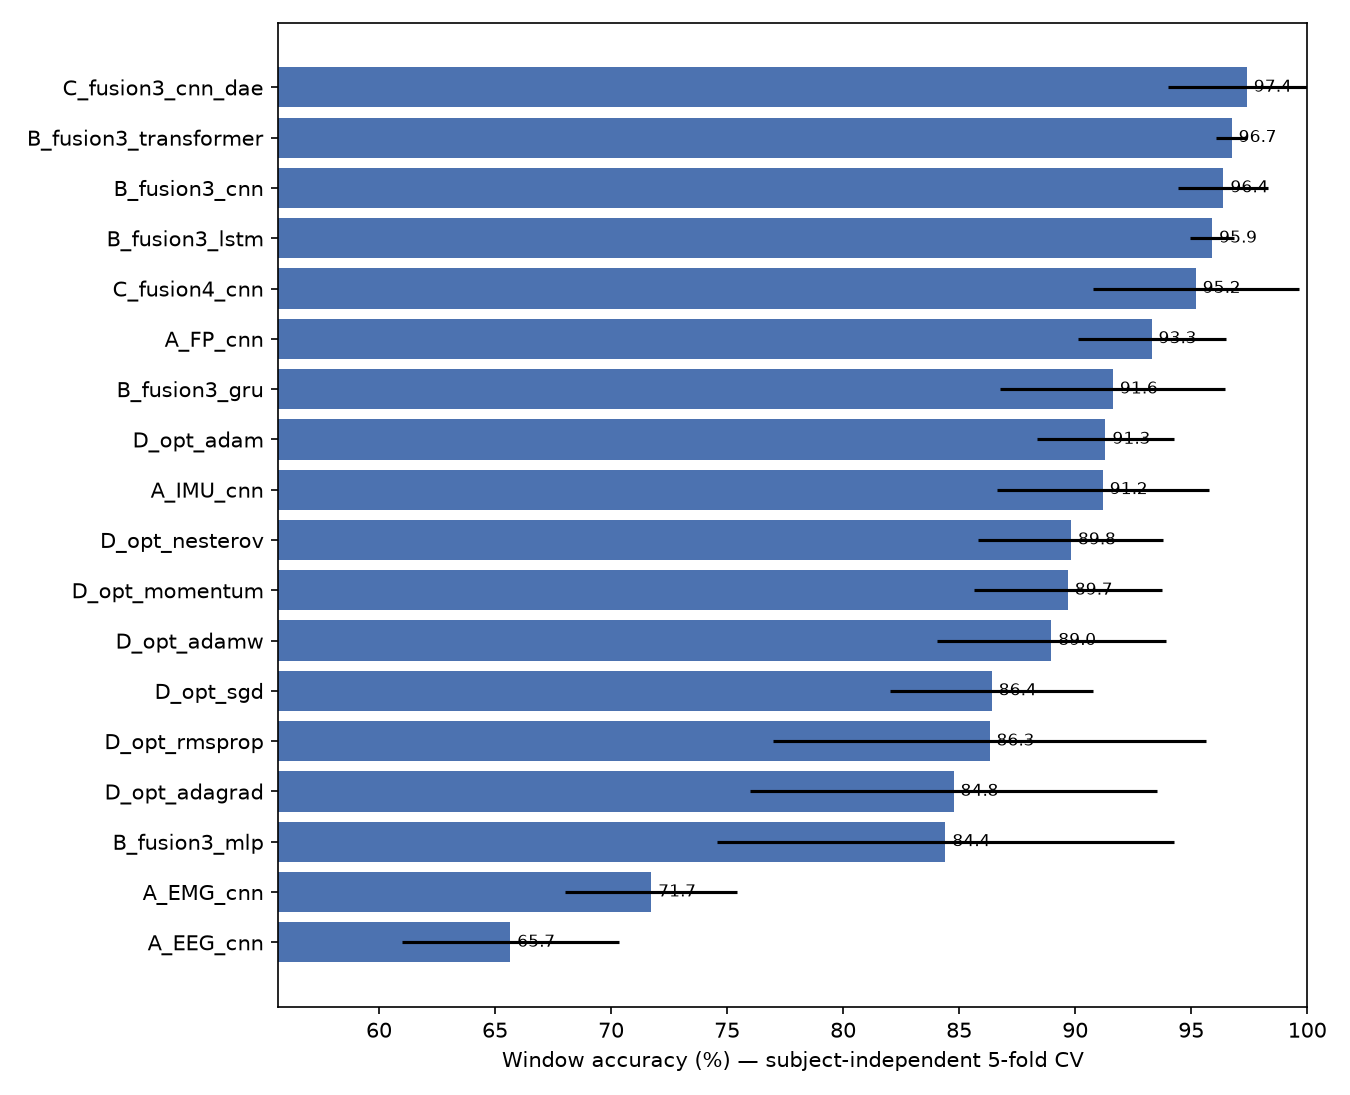 C_fusion3_cnn_dae 97.4
B_fusion3_transformer 96.7
B_fusion3_cnn 96.4
B_fusion3_lstm 95.9
C_fusion4_cnn 95.2
A_FP_cnn 93.3
B_fusion3_gru 91.6
D_opt_adam 91.3
A_IMU_cnn 91.2
D_opt_nesterov 89.8
D_opt_momentum 89.7
D_opt_adamw 89.0
D_opt_sgd 86.4
D_opt_rmsprop 86.3
D_opt_adagrad 84.8
B_fusion3_mlp 84.4
A_EMG_cnn 71.7
A_EEG_cnn 65.7
60 65 70 75 80 85 90 95 100
Window accuracy (%) — subject-independent 5-fold CV